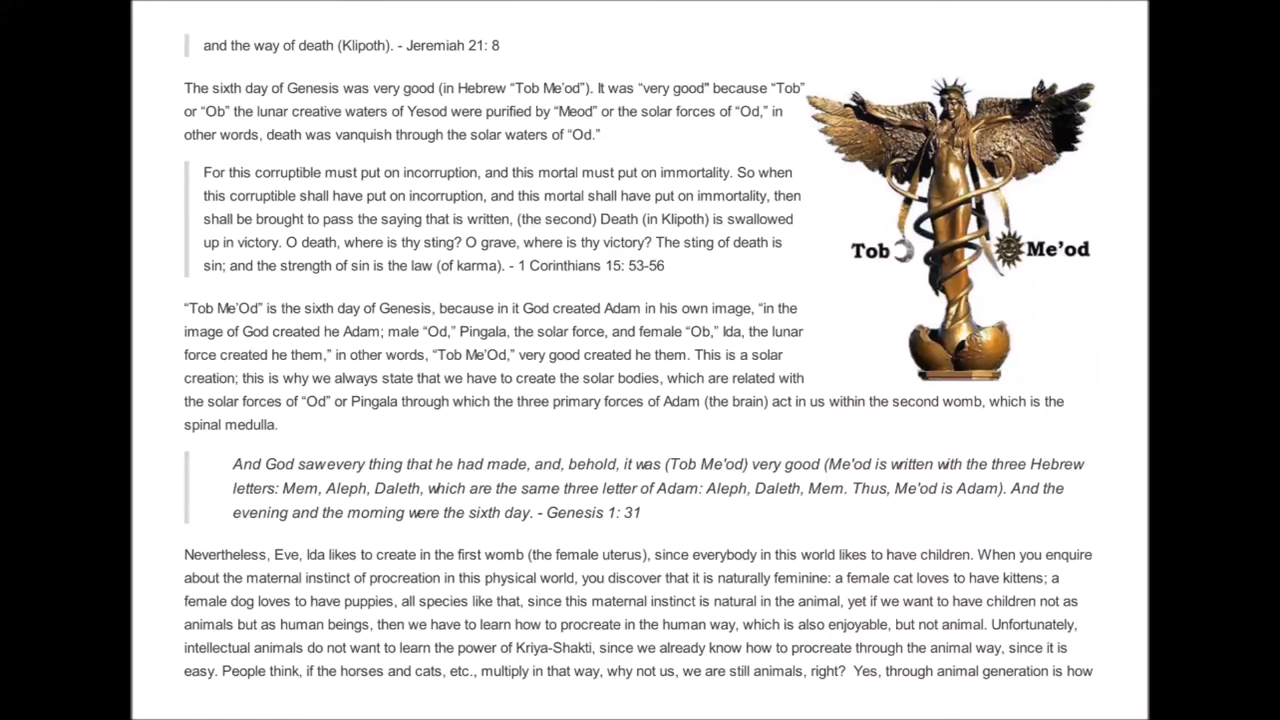 and the way of death (Klipoth). - Jeremiah 21: 8
The sixth day of Genesis was very good (in Hebrew “Tob Me’od”). It was “very good" because “Tob”
or “Ob” the lunar creative waters of Yesod were purified by “Meod” or the solar forces of “Od,” in
other words, death was vanquish through the solar waters of “Od.”
For this corruptible must put on incorruption, and this mortal must put on immortality. So when
this corruptible shall have put on incorruption, and this mortal shall have put on immortality, then
shall be brought to pass the saying that is written, (the second) Death (in Klipoth) is swallowed
up in victory. O death, where is thy sting? O grave, where is thy victory? The sting of death is
sin; and the strength of sin is the law (of karma). - 1 Corinthians 15: 53-56
Tob
Me’od
“Tob Me’Od” is the sixth day of Genesis, because in it God created Adam in his own image, “in the
image of God created he Adam; male “Od,” Pingala, the solar force, and female “Ob,” Ida, the lunar
force created he them,” in other words, “Tob Me’Od,” very good created he them. This is a solar
creation; this is why we always state that we have to create the solar bodies, which are related with
the solar forces of “Od” or Pingala through which the three primary forces of Adam (the brain) act in us within the second womb, which is the
spinal medulla.
And God saw every thing that he had made, and, behold, it was (Tob Me'od) very good (Me'od is written with the three Hebrew
letters: Mem, Aleph, Daleth, which are the same three letter of Adam: Aleph, Daleth, Mem. Thus, Me'od is Adam). And the
evening and the morning were the sixth day. - Genesis 1: 31
Nevertheless, Eve, Ida likes to create in the first womb (the female uterus), since everybody in this world likes to have children. When you enquire
about the maternal instinct of procreation in this physical world, you discover that it is naturally feminine: a female cat loves to have kittens; a
female dog loves to have puppies, all species like that, since this maternal instinct is natural in the animal, yet if we want to have children not as
animals but as human beings, then we have to learn how to procreate in the human way, which is also enjoyable, but not animal. Unfortunately,
intellectual animals do not want to learn the power of Kriya-Shakti, since we already know how to procreate through the animal way, since it is
easy. People think, if the horses and cats, etc., multiply in that way, why not us, we are still animals, right?  Yes, through animal generation is how